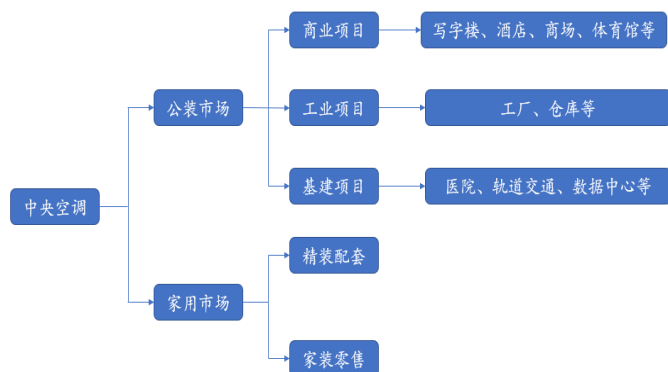 商业项目
写字楼、酒店、商场、体育馆等
公装市场
工业项目
工厂、仓库等
基建项目
医院、轨道交通、数据中心等
中央空调
精装配套
家用市场
家装零售